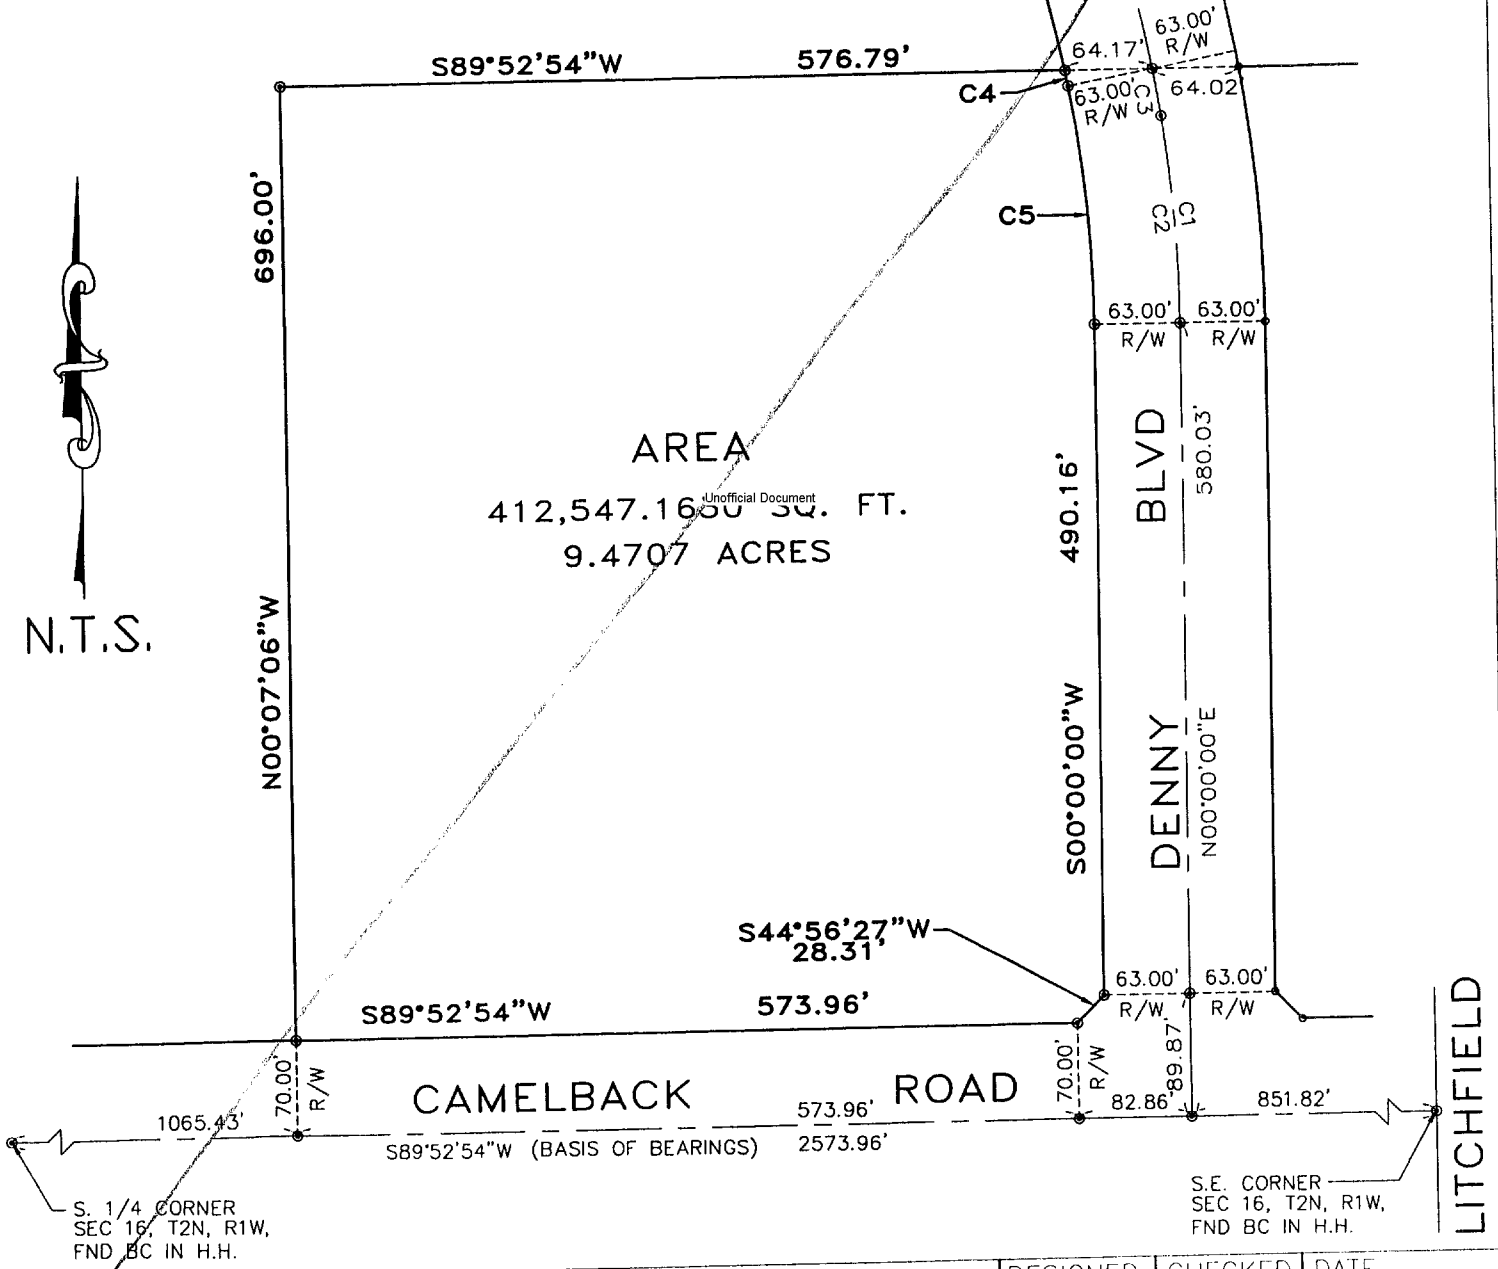 63.00'
R/W
64.17'
S89°52'54"W 576.79'
C4
63.00'
R/W
C3
64.02'
696.00'
C5
C1
C2
63.00' 63.00'
R/W R/W
AREA
412,547.16 SQ. FT.
Unofficial Document
9.4707 ACRES
490.16'
BLVD
580.03'
N.T.S.
N00°07'06"W
S00°00'00"W
DENNY
N00°00'00"E
S44°56'27"W
28.31'
63.00' 63.00'
R/W R/W
S89°52'54"W 573.96'
70.00'
R/W
CAMELBACK ROAD
70.00'
R/W
89.87'
82.86'
851.82'
1065.43'
573.96'
S89°52'54"W (BASIS OF BEARINGS) 2573.96'
LITCHFIELD
S. 1/4 CORNER
SEC 16, T2N, R1W,
FND BC IN H.H.
S.E. CORNER
SEC 16, T2N, R1W,
FND BC IN H.H.
DESIGNED CHECKED DATE